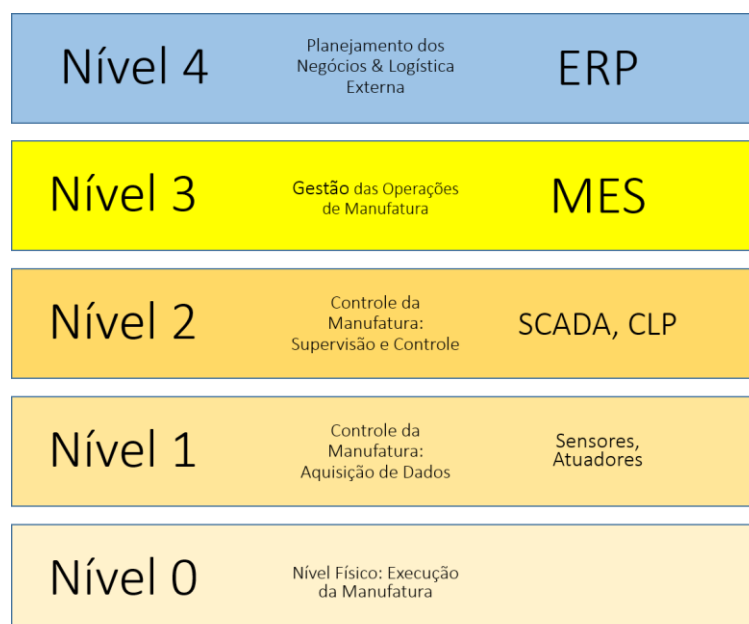 Nível 4
Planejamento dos
Negócios & Logística
Externa
ERP
Nível 3
Gestão das Operações
de Manufatura
MES
Nível 2
Controle da
Manufatura:
Supervisão e Controle
SCADA, CLP
Nível 1
Controle da
Manufatura:
Aquisição de Dados
Sensores,
Atuadores
Nível 0
Nível Físico: Execução
da Manufatura